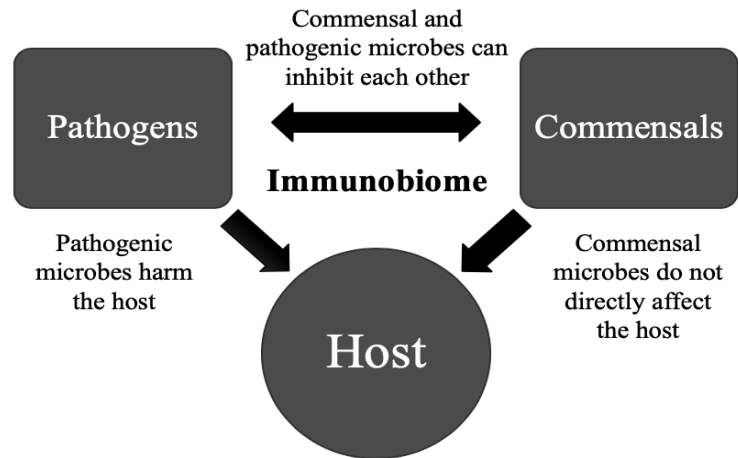 Commensal and
pathogenic microbes can
inhibit each other
Pathogens
Commensals
Immunobiome
Pathogenic
microbes harm
the host
Commensal
microbes do not
directly affect
the host
Host